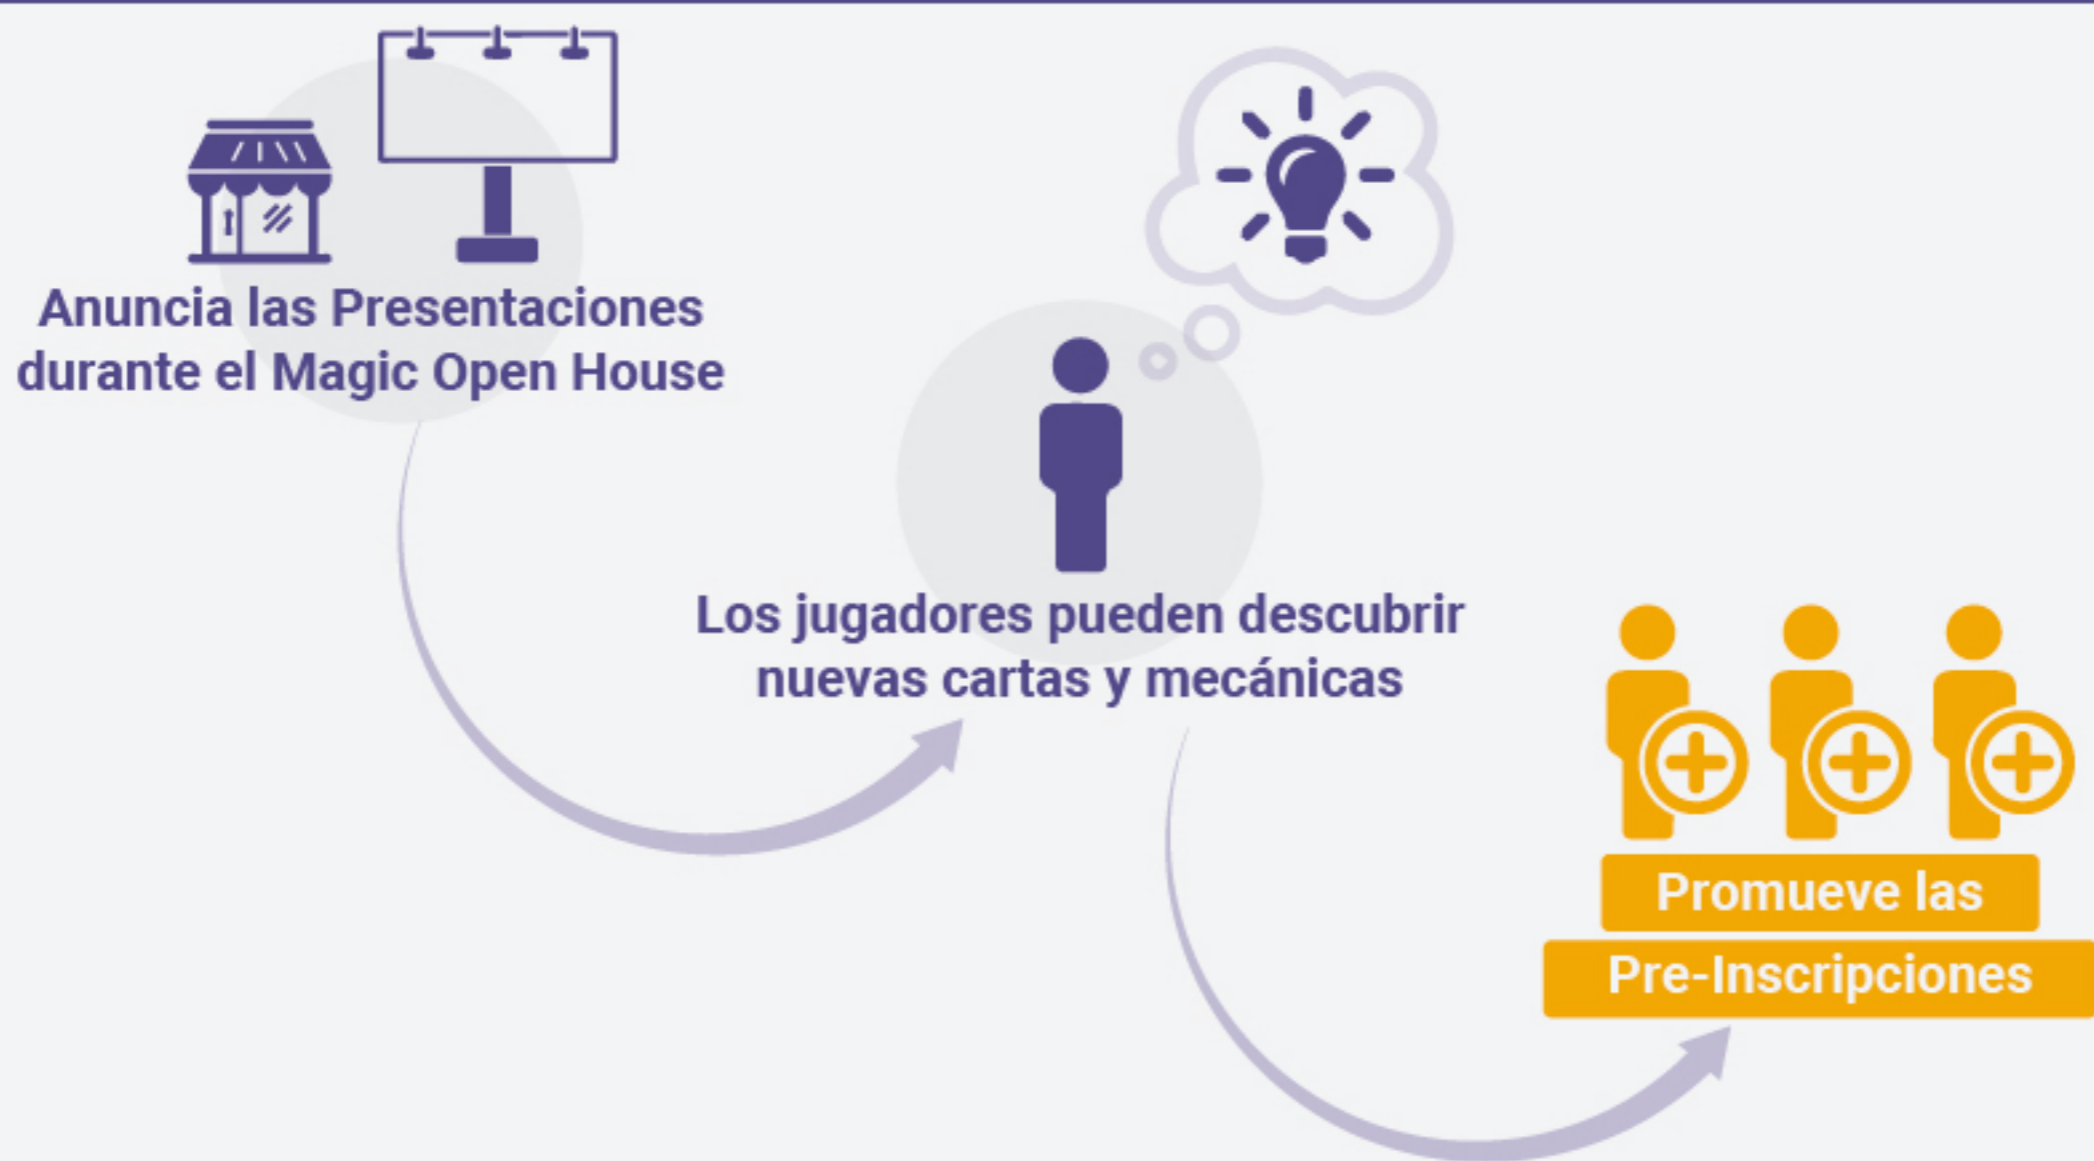 Anuncia las Presentaciones
durante el Magic Open House
Los jugadores pueden descubrir
nuevas cartas y mecánicas
Promueve las
Pre-Inscripciones